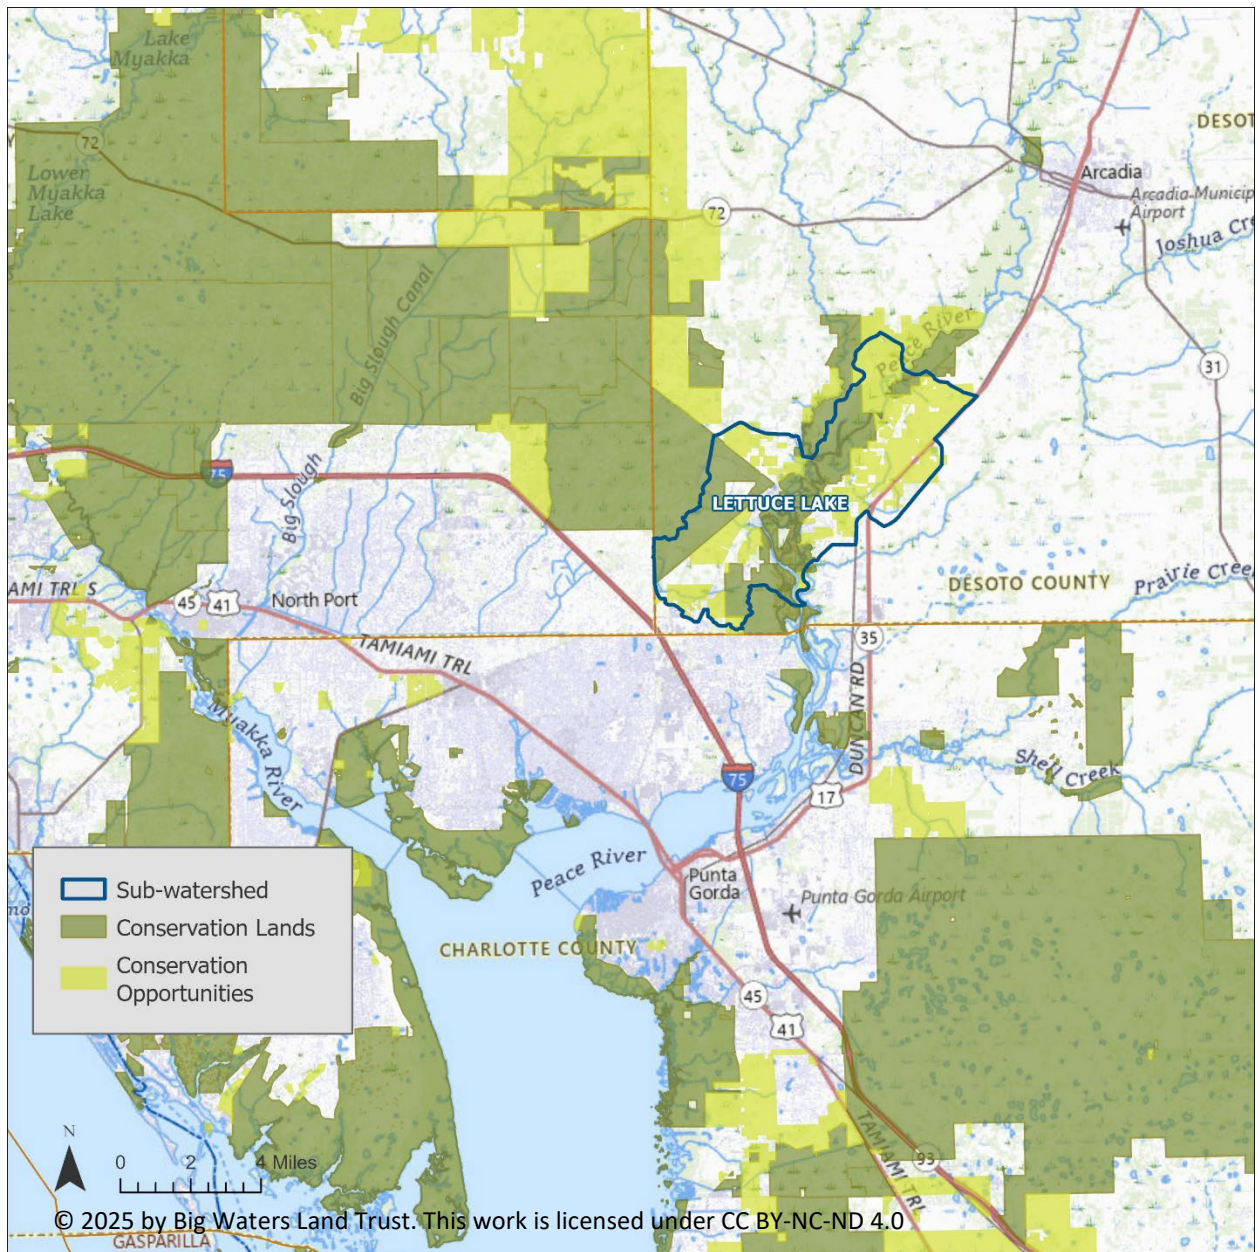 Lake
Myakka
72
DESOT
Arcadia
Arcadia Municip
Airport
Lower
Myakka
Lake
72
Joshua Cre
Big Slough Canal
Peace River
31
75
Big Slough
LETTUCE LAKE
DESOTO COUNTY
Prairie Creek
AMI TRL S
45
41
North Port
TAMIAMI TRL
35
DUNCAN RD
Myakka River
Shell Creek
75
17
Peace River
Punta
Gorda
Punta Gorda Airport
Sub-watershed
Conservation Lands
Conservation
Opportunities
CHARLOTTE COUNTY
45
41
TAMIAMI TRL
93
N
0 2 4 Miles
© 2025 by Big Waters Land Trust. This work is licensed under CC BY-NC-ND 4.0
GASPARILLA